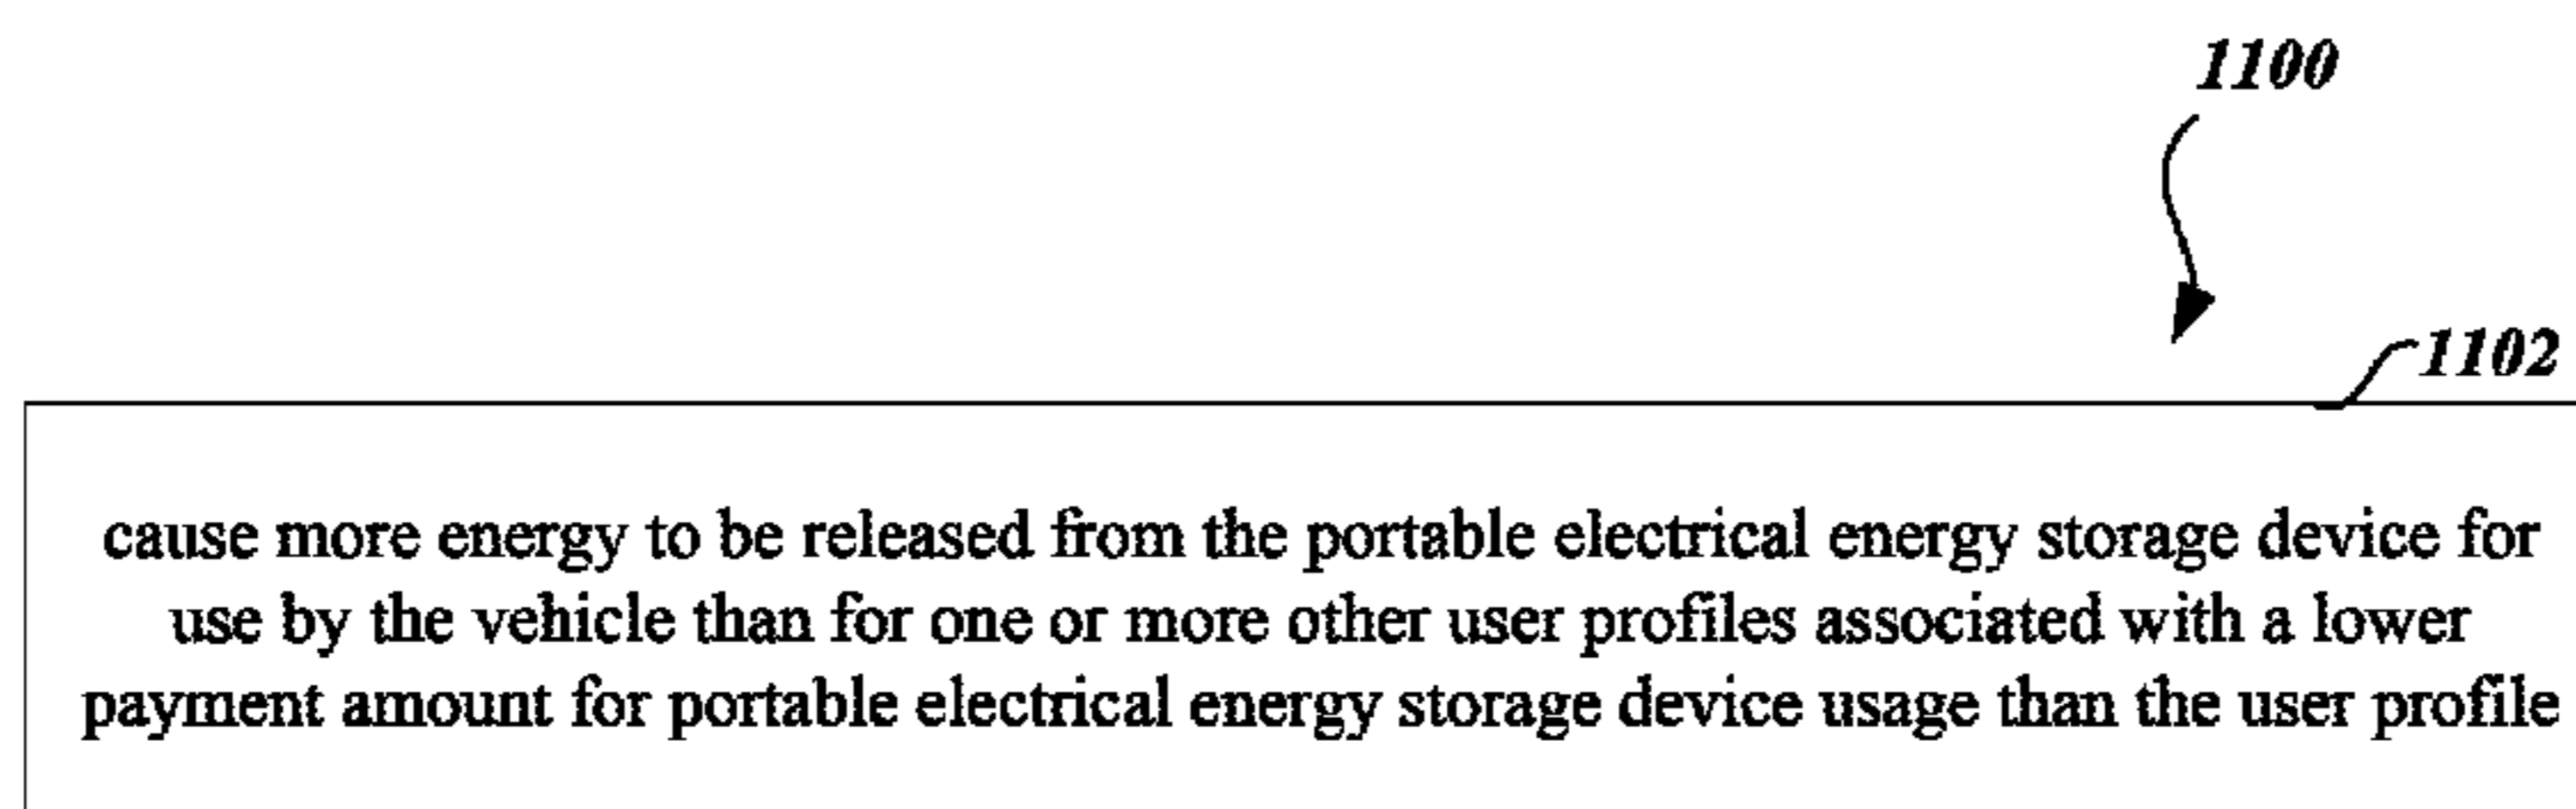 1100
1102
cause more energy to be released from the portable electrical energy storage device for
use by the vehicle than for one or more other user profiles associated with a lower
payment amount for portable electrical energy storage device usage than the user profile